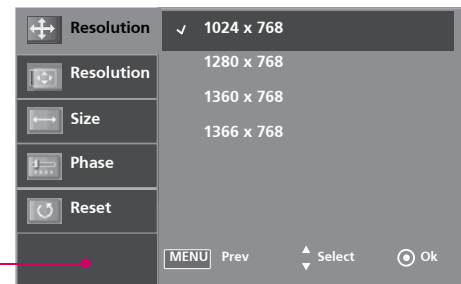 Resolution
Resolution
Size
Phase
Reset
✓ 1024 x 768
1280 x 768
1360 x 768
1366 x 768
MENU Prev Select Ok